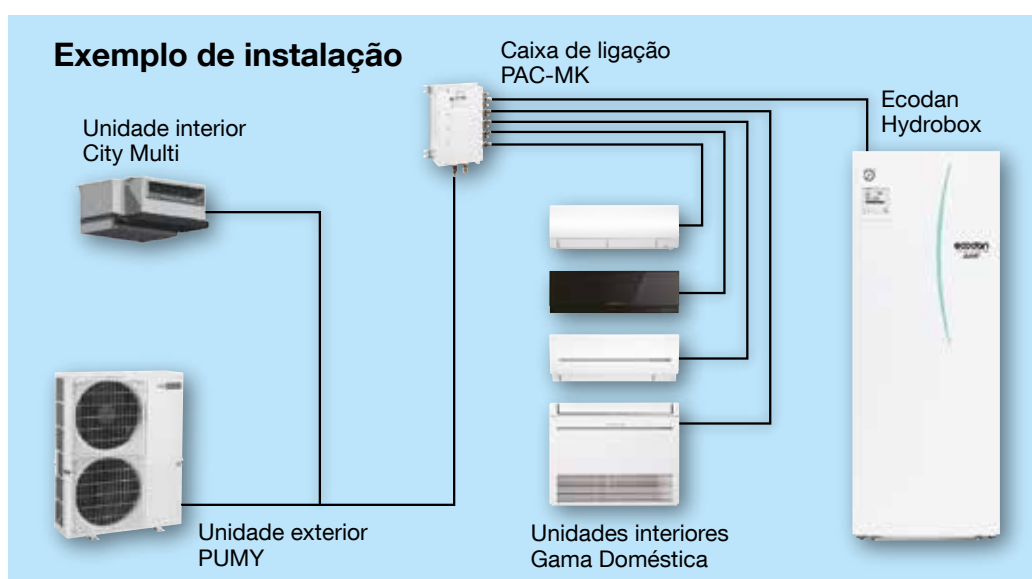 Exemplo de instalação
Caixa de ligação
PAC-MK
Ecodan
Hydrobox
Unidade interior
City Multi
ecodan
Unidade exterior
PUMY
Unidades interiores
Gama Doméstica